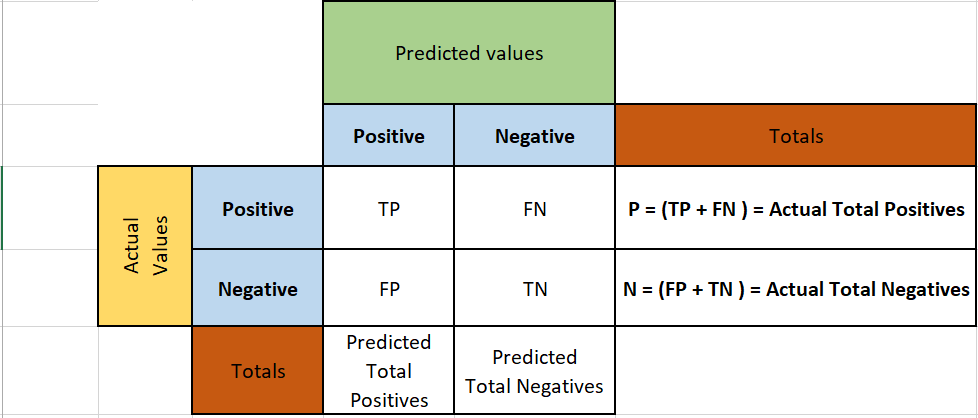 Predicted values
Positive
Negative
Totals
Actual
Values
Positive
TP
FN
P = (TP + FN ) = Actual Total Positives
Negative
FP
TN
N = (FP + TN ) = Actual Total Negatives
Totals
Predicted
Total
Positives
Predicted
Total Negatives